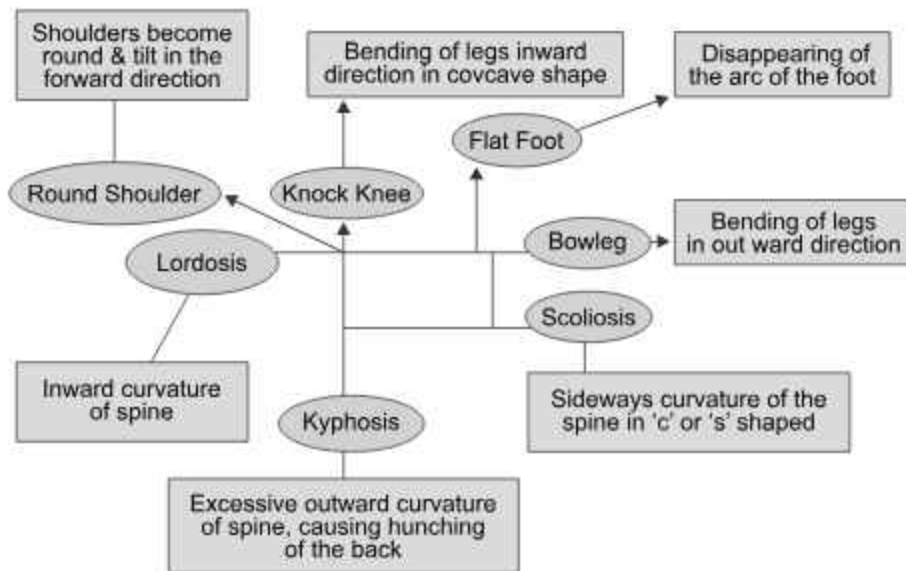 Shoulders become
round & tilt in the
forward direction
Bending of legs inward
direction in covcave shape
Disappearing of
the arc of the foot
Flat Foot
Round Shoulder
Knock Knee
Bending of legs
in out ward direction
Bowleg
Lordosis
Scoliosis
Inward curvature
of spine
Sideways curvature of the
spine in ‘c’ or ‘s’ shaped
Kyphosis
Excessive outward curvature
of spine, causing hunching
of the back